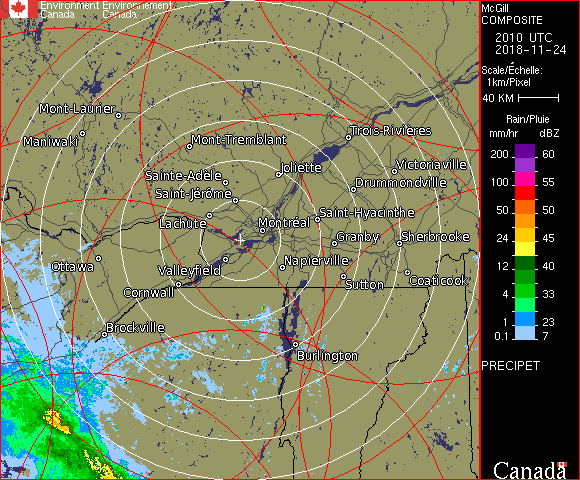 Environment Environnement
Canada Canada
McGill
COMPOSITE
2010 UTC
2018-11-24
Scale/Échelle:
1km/Pixel
40 KM
Rain/Pluie
mm/hr dBZ
200 60
55
100 55
50 50
24 45
12 40
4 33
1 23
0.1 7
PRECIPET
Canada
Mont-Laurier
Maniwaki
Mont-Tremblant
Trois-Rivières
Sainte-Adèle
Joliette
Victoriaville
Saint-Jérôme
Drummondville
Lachute
Montréal
Saint-Hyacinthe
Granby
Sherbrooke
Ottawa
Valleyfield
Napierville
Cornwall
Sutton
Coaticook
Brockville
Burlington